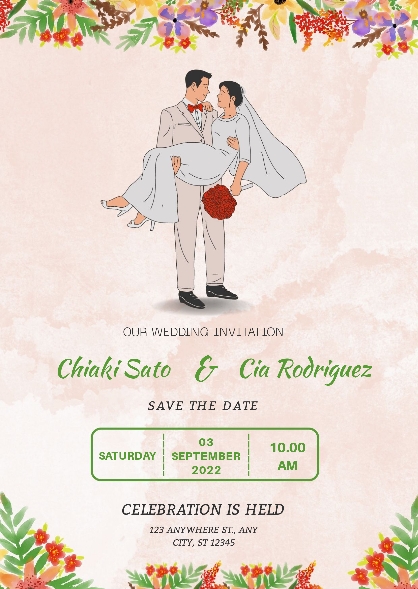 OUR WEDDING INVITATION
Chiaki Sato & Cia Rodriguez
SAVE THE DATE
SATURDAY
03
SEPTEMBER
2022
10.00
AM
CELEBRATION IS HELD
123 ANYWHERE ST., ANY
CITY, ST 12345